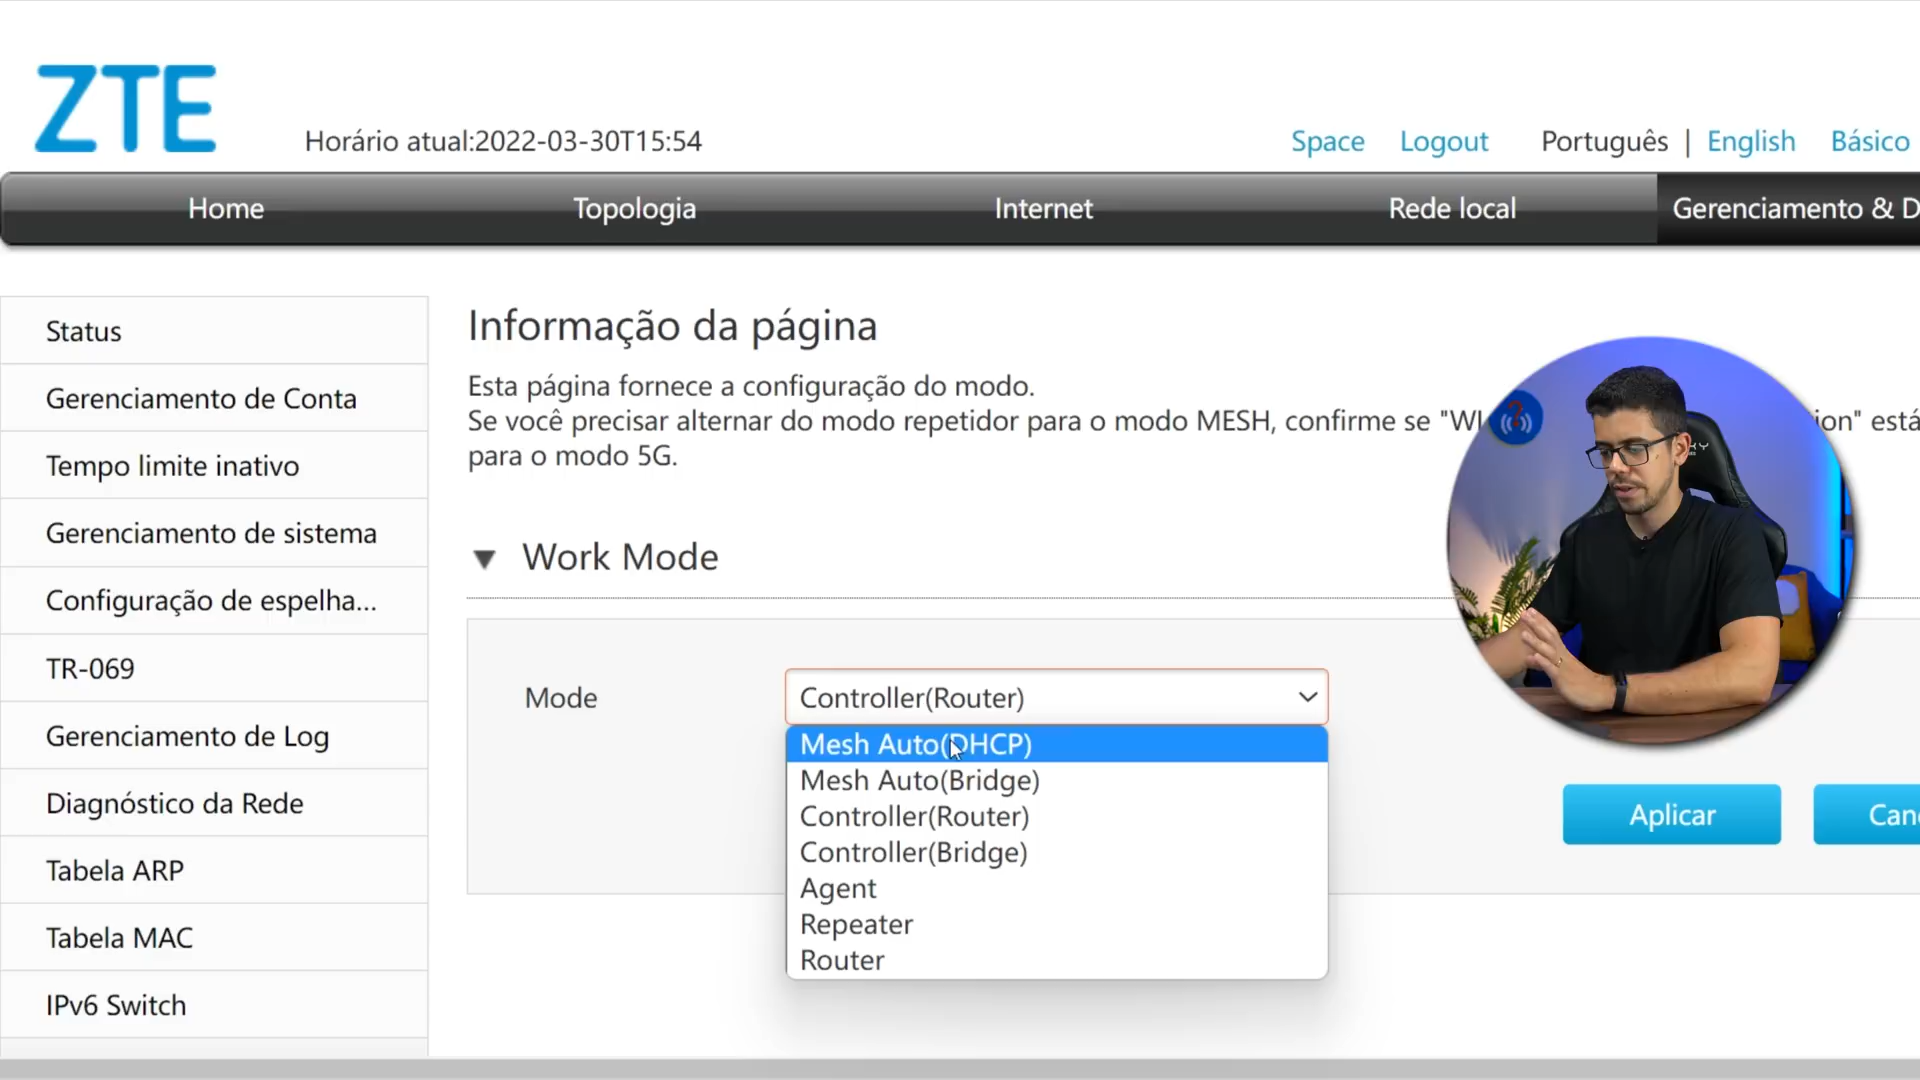 ZTE
Horário atual:2022-03-30T15:54
Space Logout Português | English Básico
Home Topologia Internet Rede local Gerenciamento & D
Status
Gerenciamento de Conta
Tempo limite inativo
Gerenciamento de sistema
Configuração de espelha...
TR-069
Gerenciamento de Log
Diagnóstico da Rede
Tabela ARP
Tabela MAC
IPv6 Switch
Informação da página
Esta página fornece a configuração do modo.
Se você precisar alternar do modo repetidor para o modo MESH, confirme se "WL ion" está
para o modo 5G.
▼ Work Mode
Mode Controller(Router)
Mesh Auto(DHCP)
Mesh Auto(Bridge)
Controller(Router)
Controller(Bridge)
Agent
Repeater
Router
Aplicar Canc